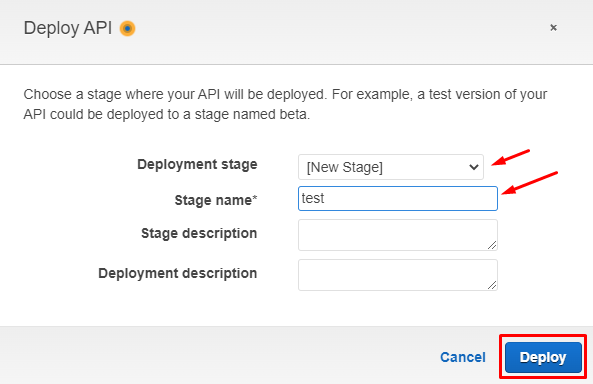 Deploy API
×
Choose a stage where your API will be deployed. For example, a test version of your
API could be deployed to a stage named beta.
Deployment stage [New Stage]
Stage name* test
Stage description
Deployment description
Cancel Deploy